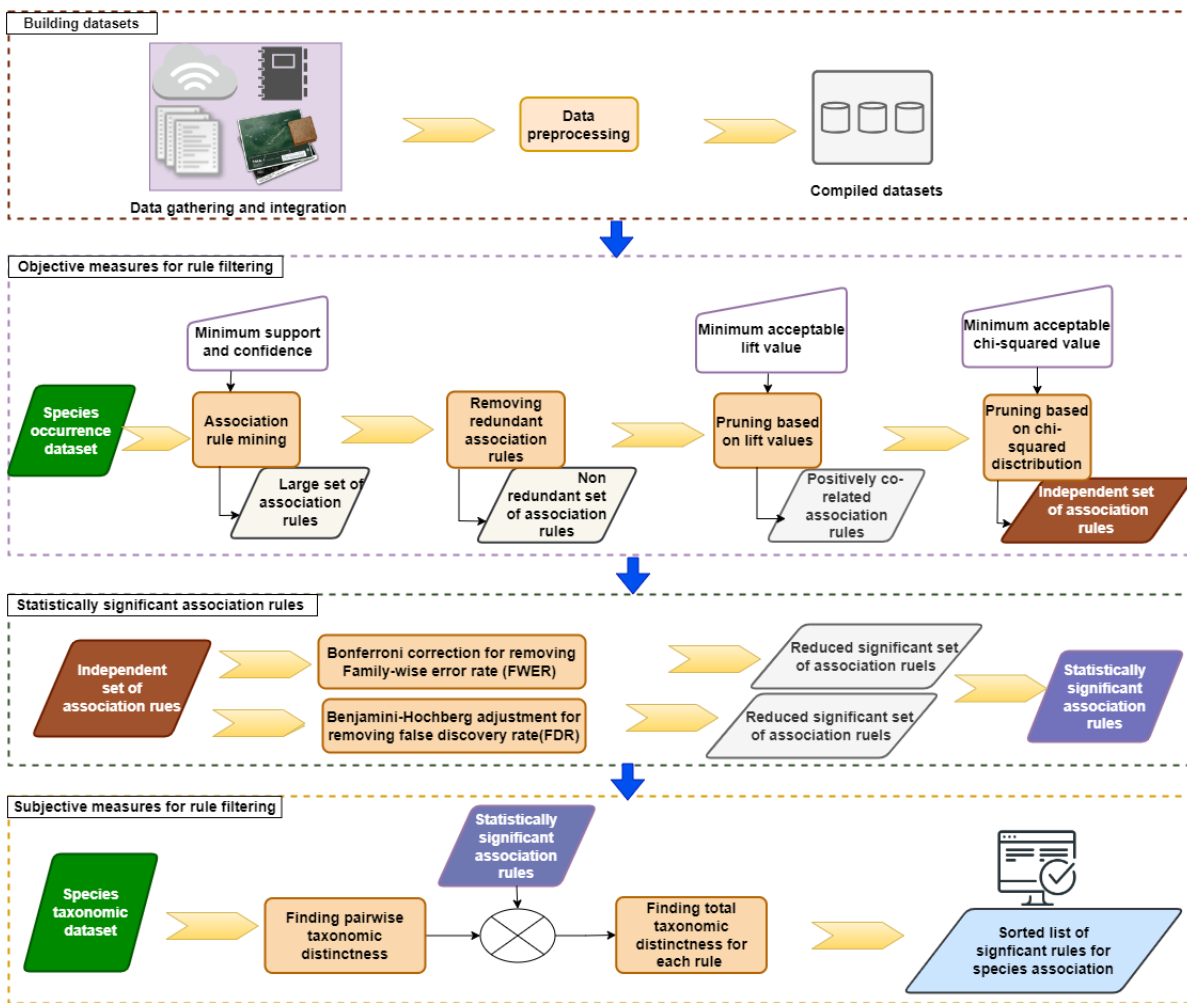 Building datasets
Data gathering and integration
Data
preprocessing
Compiled datasets
Objective measures for rule filtering
Minimum support
and confidence
Minimum acceptable
lift value
Minimum acceptable
chi-squared value
Species
occurrence
dataset
Association
rule mining
Removing
redundant
association
rules
Pruning based
on lift values
Pruning based
on chi-
squared
disctribution
Large set of
association
rules
Non
redundant set
of association
rules
Positively co-
related
association
rules
Independent set
of association
rules
Statistically significant association rules
Independent
set of
association rues
Bonferroni correction for removing
Family-wise error rate (FWER)
Reduced significant set
of association ruels
Benjamini-Hochberg adjustment for
removing false discovery rate(FDR)
Reduced significant set
of association ruels
Statistically
significant
association
rules
Subjective measures for rule filtering
Species
taxonomic
dataset
Finding pairwise
taxonomic
distinctness
Statistically
significant
association
rules
Finding total
taxonomic
distinctness for
each rule
Sorted list of
signficant rules for
species association